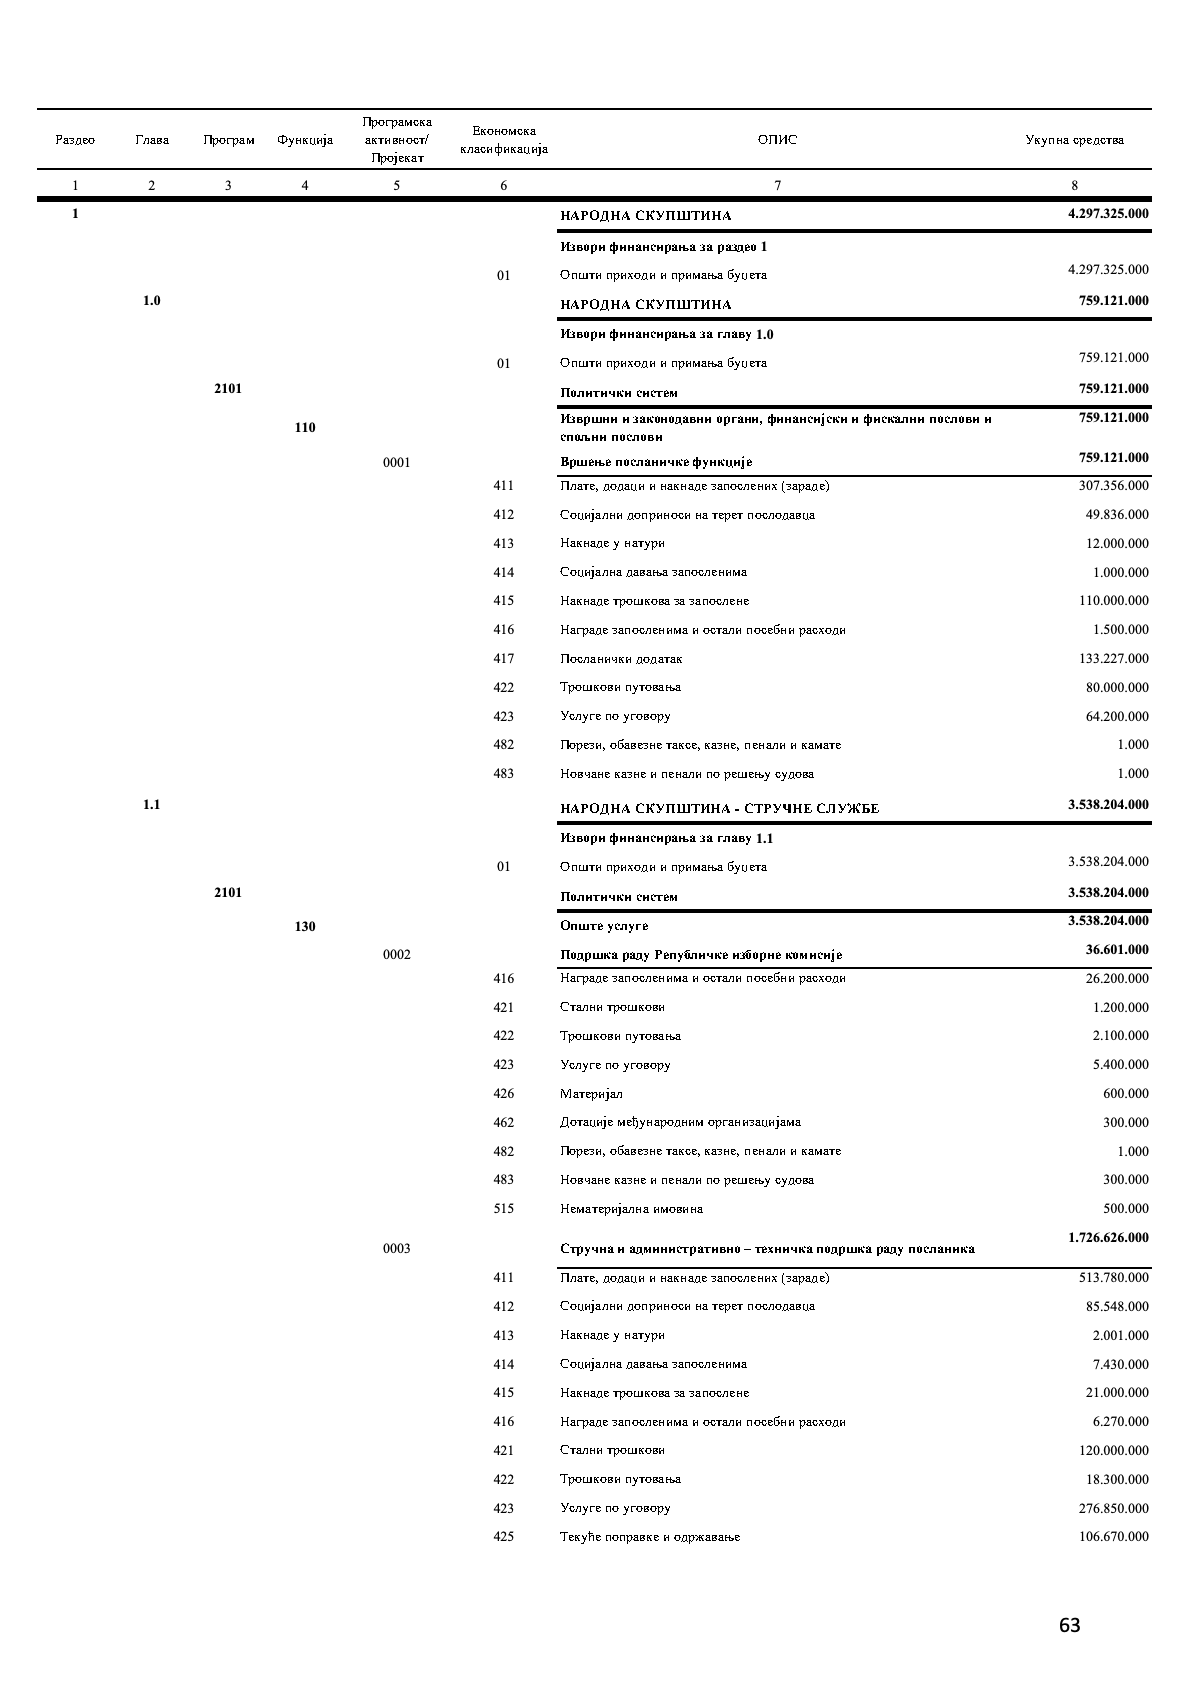 Раздео Глава Програм Функција Програмска активност/ Пројекат Економска класификација ОПИС Укупна средства
1 2 3 4 5 6 7 8
1 НАРОДНА СКУПШТИНА 4.297.325.000
Извори финансирања за раздео 1
01 Општи приходи и примања буџета 4.297.325.000
1.0 НАРОДНА СКУПШТИНА 759.121.000
Извори финансирања за главу 1.0
01 Општи приходи и примања буџета 759.121.000
2101 Политички систем 759.121.000
110 Извршни и законодавни органи, финансијски и фискални послови и 759.121.000
спољни послови
0001 Вршење посланичке функције 759.121.000
411 Плате, додаци и накнаде запослених (зараде) 307.356.000
412 Социјални доприноси на терет послодавца 49.836.000
413 Накнаде у натури 12.000.000
414 Социјална давања запосленима 1.000.000
415 Накнаде трошкова за запослене 110.000.000
416 Награде запосленима и остали посебни расходи 1.500.000
417 Посланички додатак 133.227.000
422 Трошкови путовања 80.000.000
423 Услуге по уговору 64.200.000
482 Порези, обавезне таксе, казне, пенали и камате 1.000
483 Новчане казне и пенали по решењу судова 1.000
1.1 НАРОДНА СКУПШТИНА - СТРУЧНЕ СЛУЖБЕ 3.538.204.000
Извори финансирања за главу 1.1
01 Општи приходи и примања буџета 3.538.204.000
2101 Политички систем 3.538.204.000
130 Опште услуге 3.538.204.000
0002 Подршка раду Републичке изборне комисије 36.601.000
416 Награде запосленима и остали посебни расходи 26.200.000
421 Стални трошкови 1.200.000
422 Трошкови путовања 2.100.000
423 Услуге по уговору 5.400.000
426 Материјал 600.000
462 Дотације међународним организацијама 300.000
482 Порези, обавезне таксе, казне, пенали и камате 1.000
483 Новчане казне и пенали по решењу судова 300.000
515 Нематеријална имовина 500.000
0003 Стручна и административно – техничка подршка раду посланика 1.726.626.000
411 Плате, додаци и накнаде запослених (зараде) 513.780.000
412 Социјални доприноси на терет послодавца 85.548.000
413 Накнаде у натури 2.001.000
414 Социјална давања запосленима 7.430.000
415 Накнаде трошкова за запослене 21.000.000
416 Награде запосленима и остали посебни расходи 6.270.000
421 Стални трошкови 120.000.000
422 Трошкови путовања 18.300.000
423 Услуге по уговору 276.850.000
425 Текуће поправке и одржавање 106.670.000
63